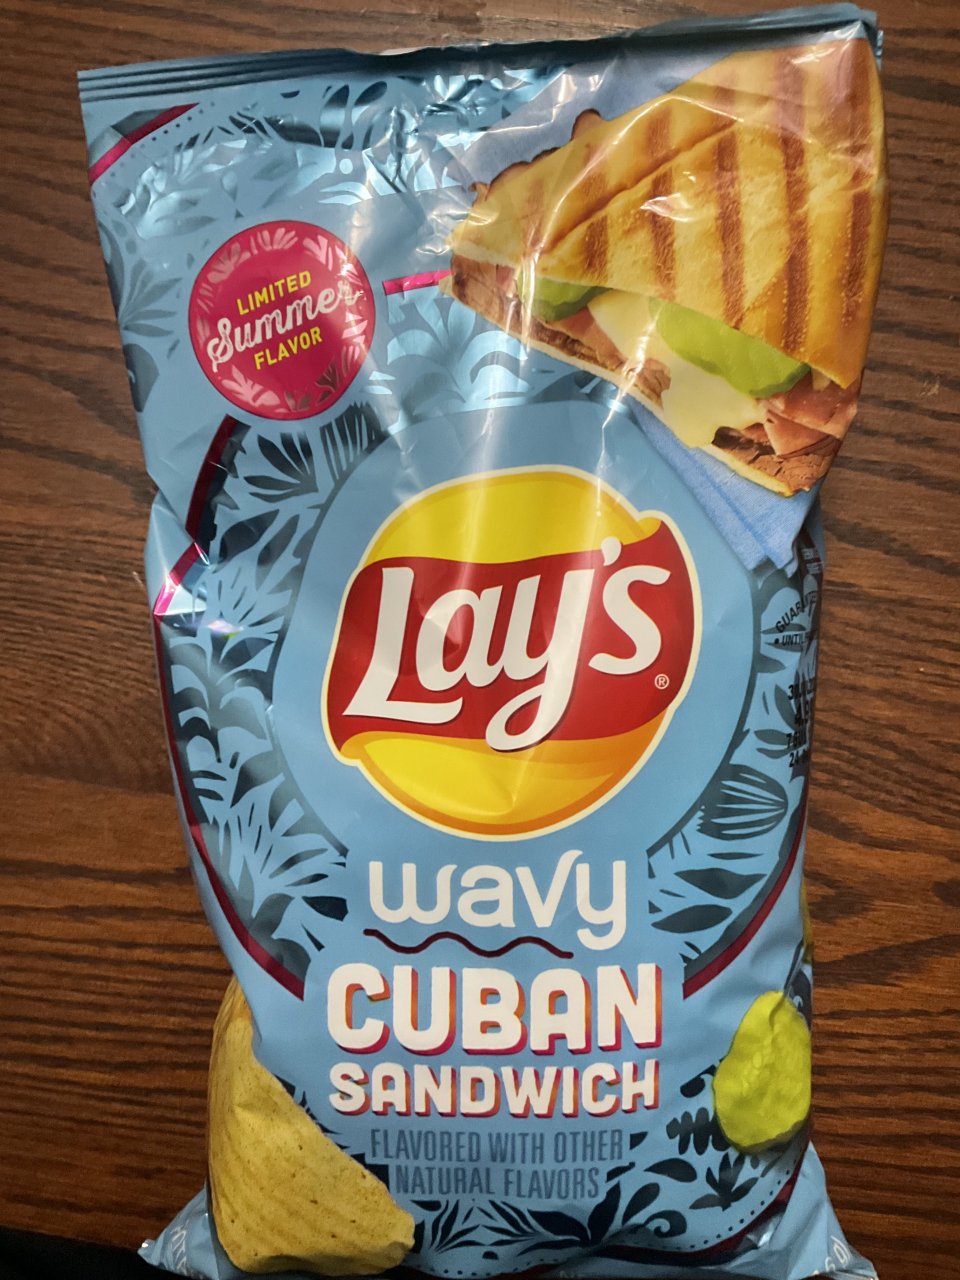 LIMITED
Summer
FLAVOR
Lay's®
wavy
CUBAN
SANDWICH
FLAVORED WITH OTHER
NATURAL FLAVORS